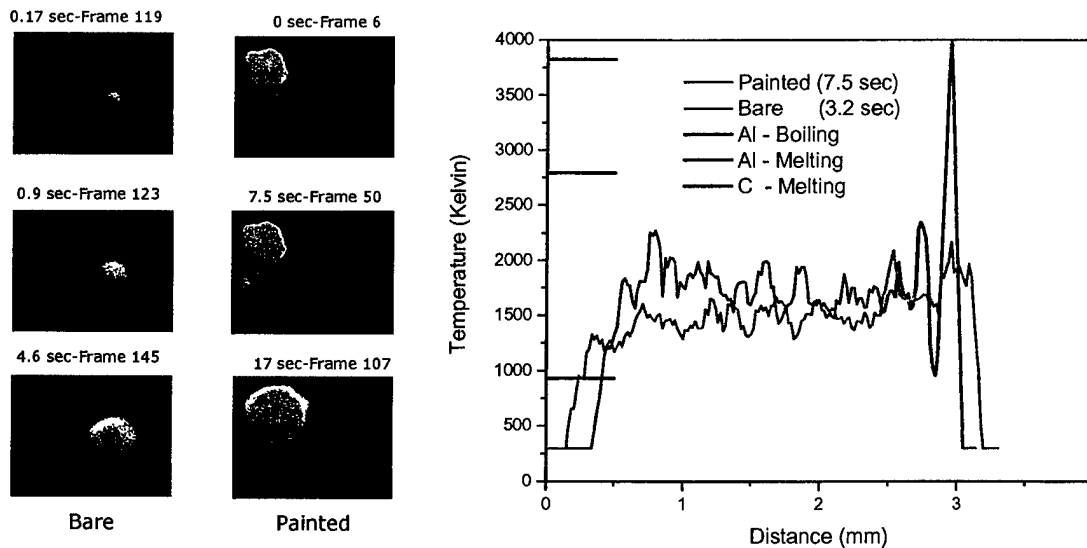 0.17 sec-Frame 119
0 sec-Frame 6
0.9 sec-Frame 123
7.5 sec-Frame 50
4.6 sec-Frame 145
17 sec-Frame 107
Bare
Painted
Temperature (Kelvin)
4000
3500
3000
2500
2000
1500
1000
500
0
Painted (7.5 sec)
Bare (3.2 sec)
Al - Boiling
Al - Melting
C - Melting
0 1 2 3
Distance (mm)